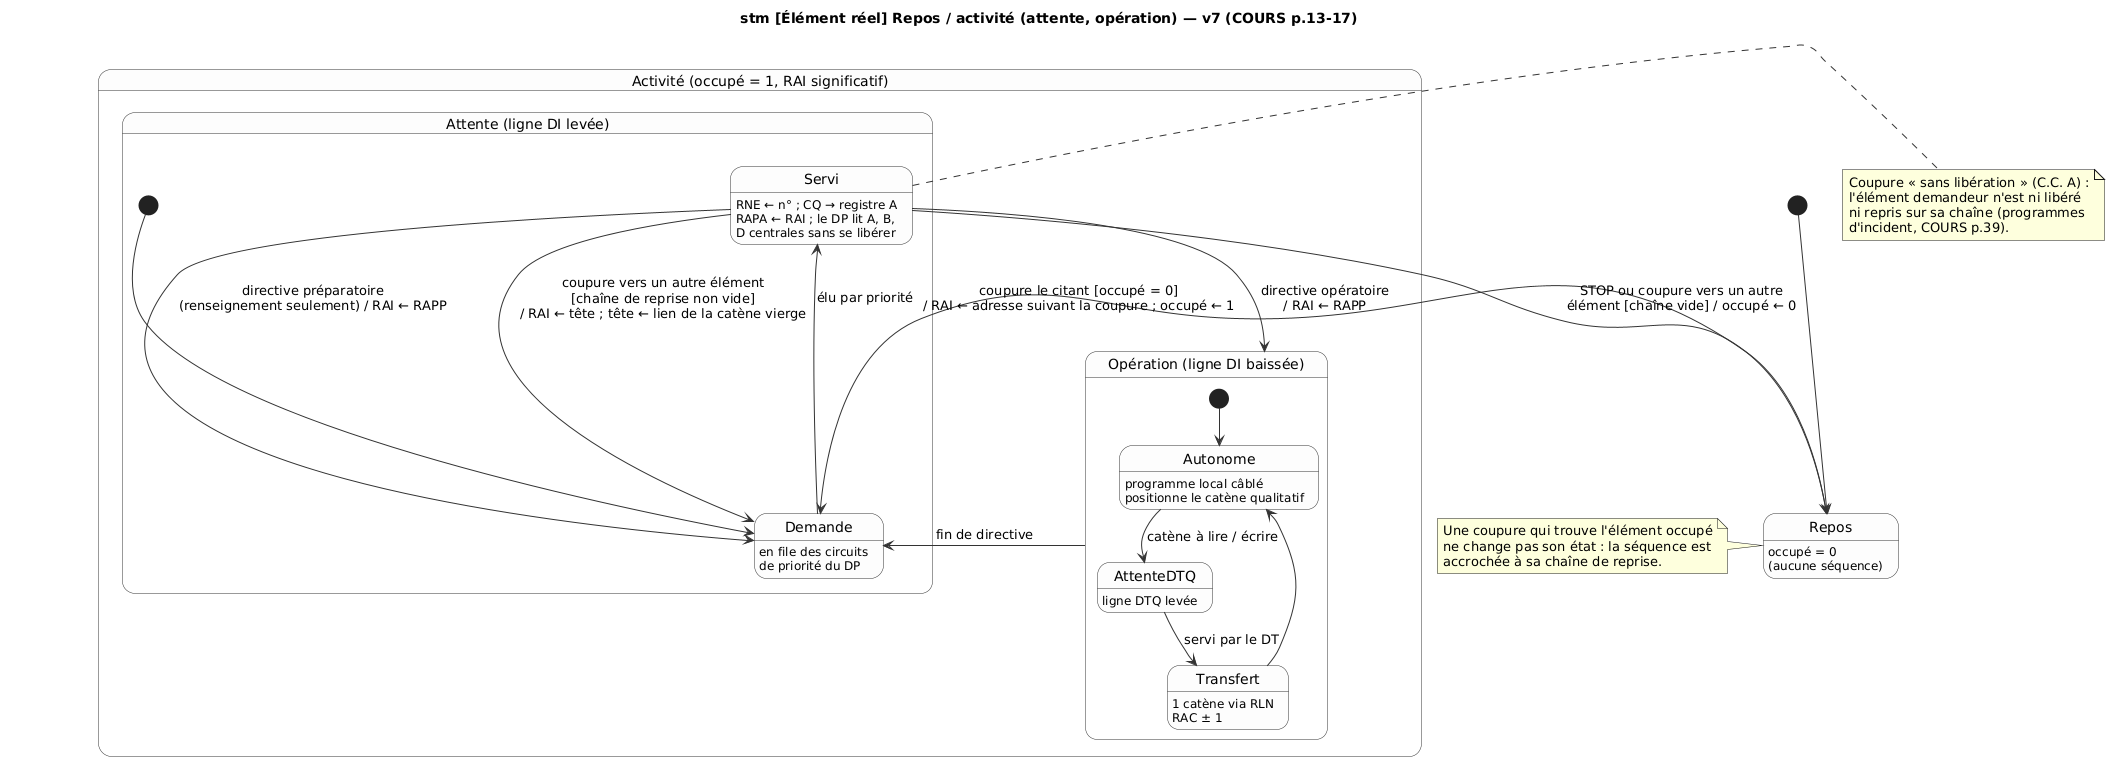 stm [Élément réel] Repos / activité (attente, opération) — v7 (COURS p.13-17)
Activité (occupé = 1, RAI significatif)
Attente (ligne DI levée)
Servi
RNE ← n° ; CQ → registre A
RAPA ← RAI ; le DP lit A, B,
D centrales sans se libérer
Coupure « sans libération » (C.C. A) :
l'élément demandeur n'est ni libéré
ni repris sur sa chaîne (programmes
d'incident, COURS p.39).
directive préparatoire
(renseignement seulement) / RAI ← RAPP
coupure vers un autre élément
[chaîne de reprise non vide]
/ RAI ← tête ; tête ← lien de la catène vierge
élu par priorité
coupure le citant [occupé = 0]
/ RAI ← adresse suivant la coupure ; occupé ← 1
directive opératoire
/ RAI ← RAPP
STOP ou coupure vers un autre
élément [chaîne vide] / occupé ← 0
Opération (ligne DI baissée)
Autonome
programme local câblé
positionne le catène qualitatif
Demande
en file des circuits
de priorité du DP
fin de directive
catène à lire / écrire
Une coupure qui trouve l'élément occupé
ne change pas son état : la séquence est
accrochée à sa chaîne de reprise.
Repos
occupé = 0
(aucune séquence)
AttenteDTQ
ligne DTQ levée
servi par le DT
Transfert
1 catène via RLN
RAC ± 1